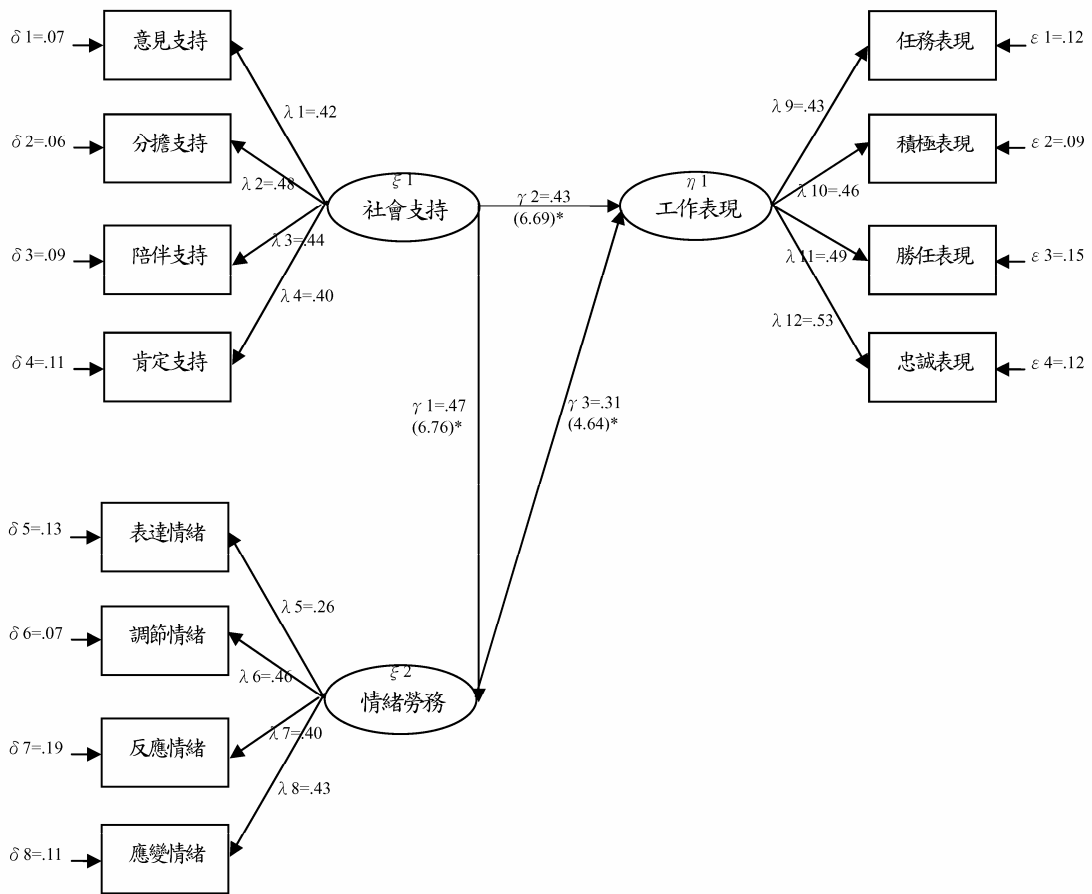 δ1=.07
意見支持
δ2=.06
分擔支持
δ3=.09
陪伴支持
δ4=.11
肯定支持
λ1=.42
λ2=.48
λ3=.44
λ4=.40
ξ1
社會支持
γ2=.43
(6.69)*
η1
工作表現
λ9=.43
λ10=.46
λ11=.49
λ12=.53
任務表現
ε1=.12
積極表現
ε2=.09
勝任表現
ε3=.15
忠誠表現
ε4=.12
γ1=.47
(6.76)*
γ3=.31
(4.64)*
δ5=.13
表達情緒
δ6=.07
調節情緒
δ7=.19
反應情緒
δ8=.11
應變情緒
λ5=.26
λ6=.46
λ7=.40
λ8=.43
ξ2
情緒勞務